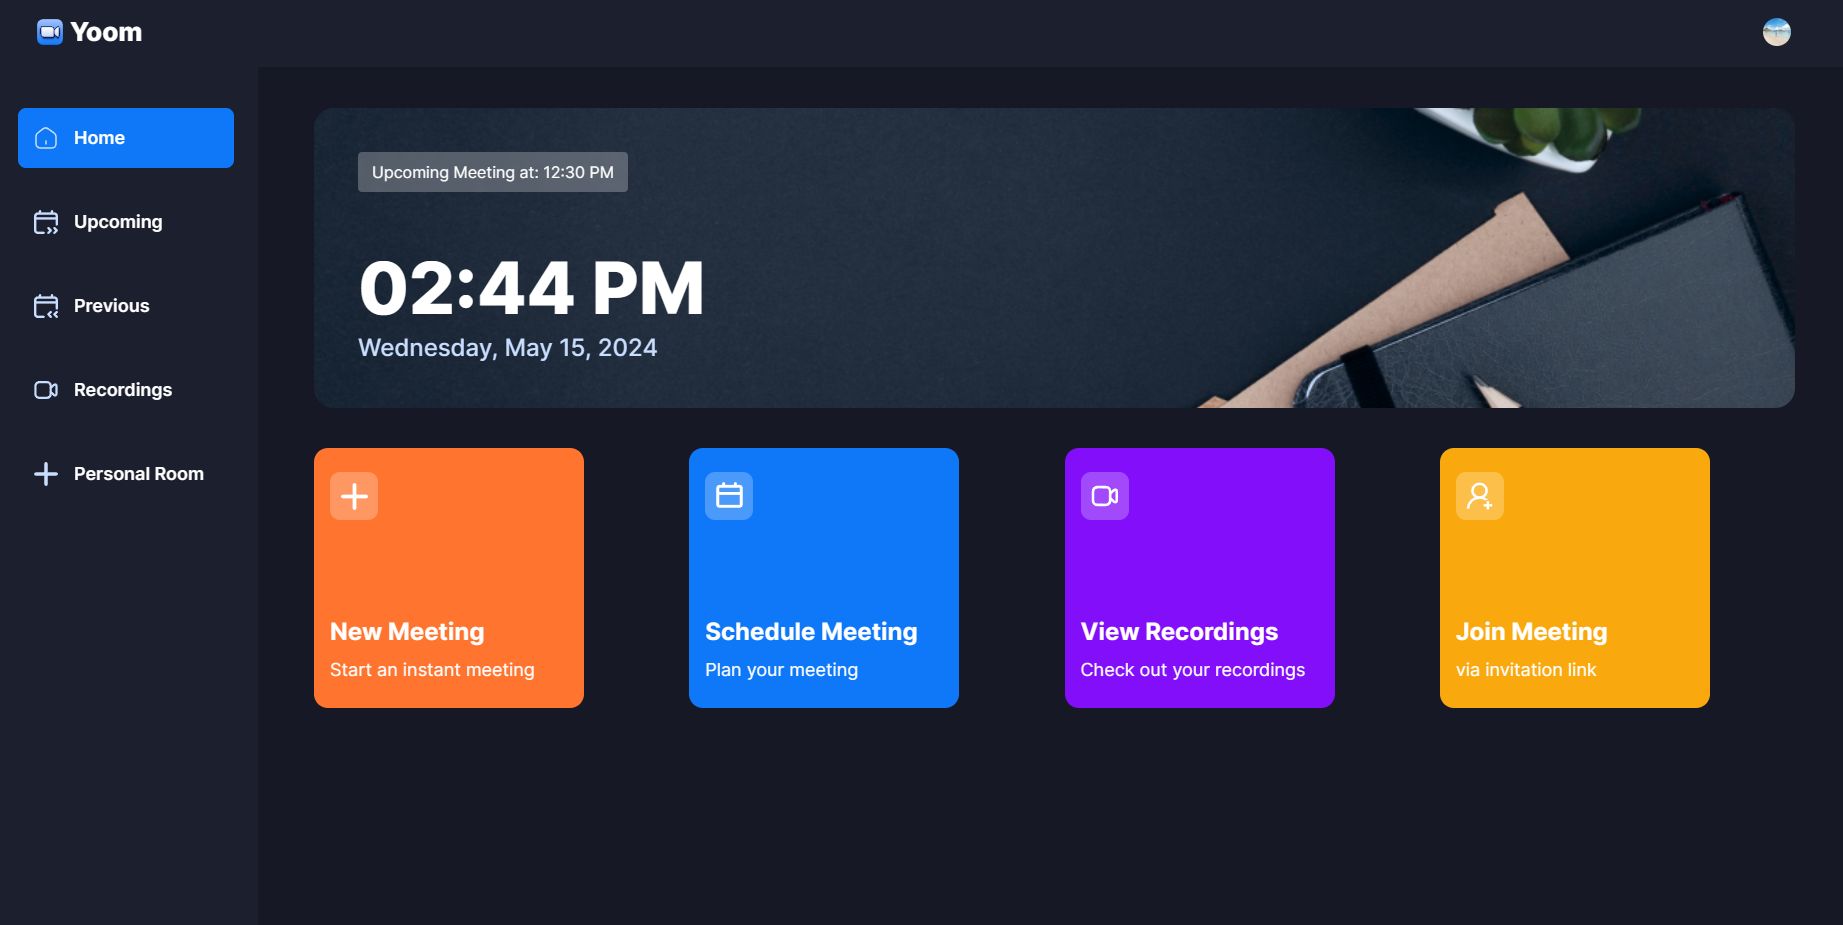 Yoom
Home
Upcoming
Previous
Recordings
Personal Room
Upcoming Meeting at: 12:30 PM
02:44 PM
Wednesday, May 15, 2024
New Meeting
Start an instant meeting
Schedule Meeting
Plan your meeting
View Recordings
Check out your recordings
Join Meeting
via invitation link